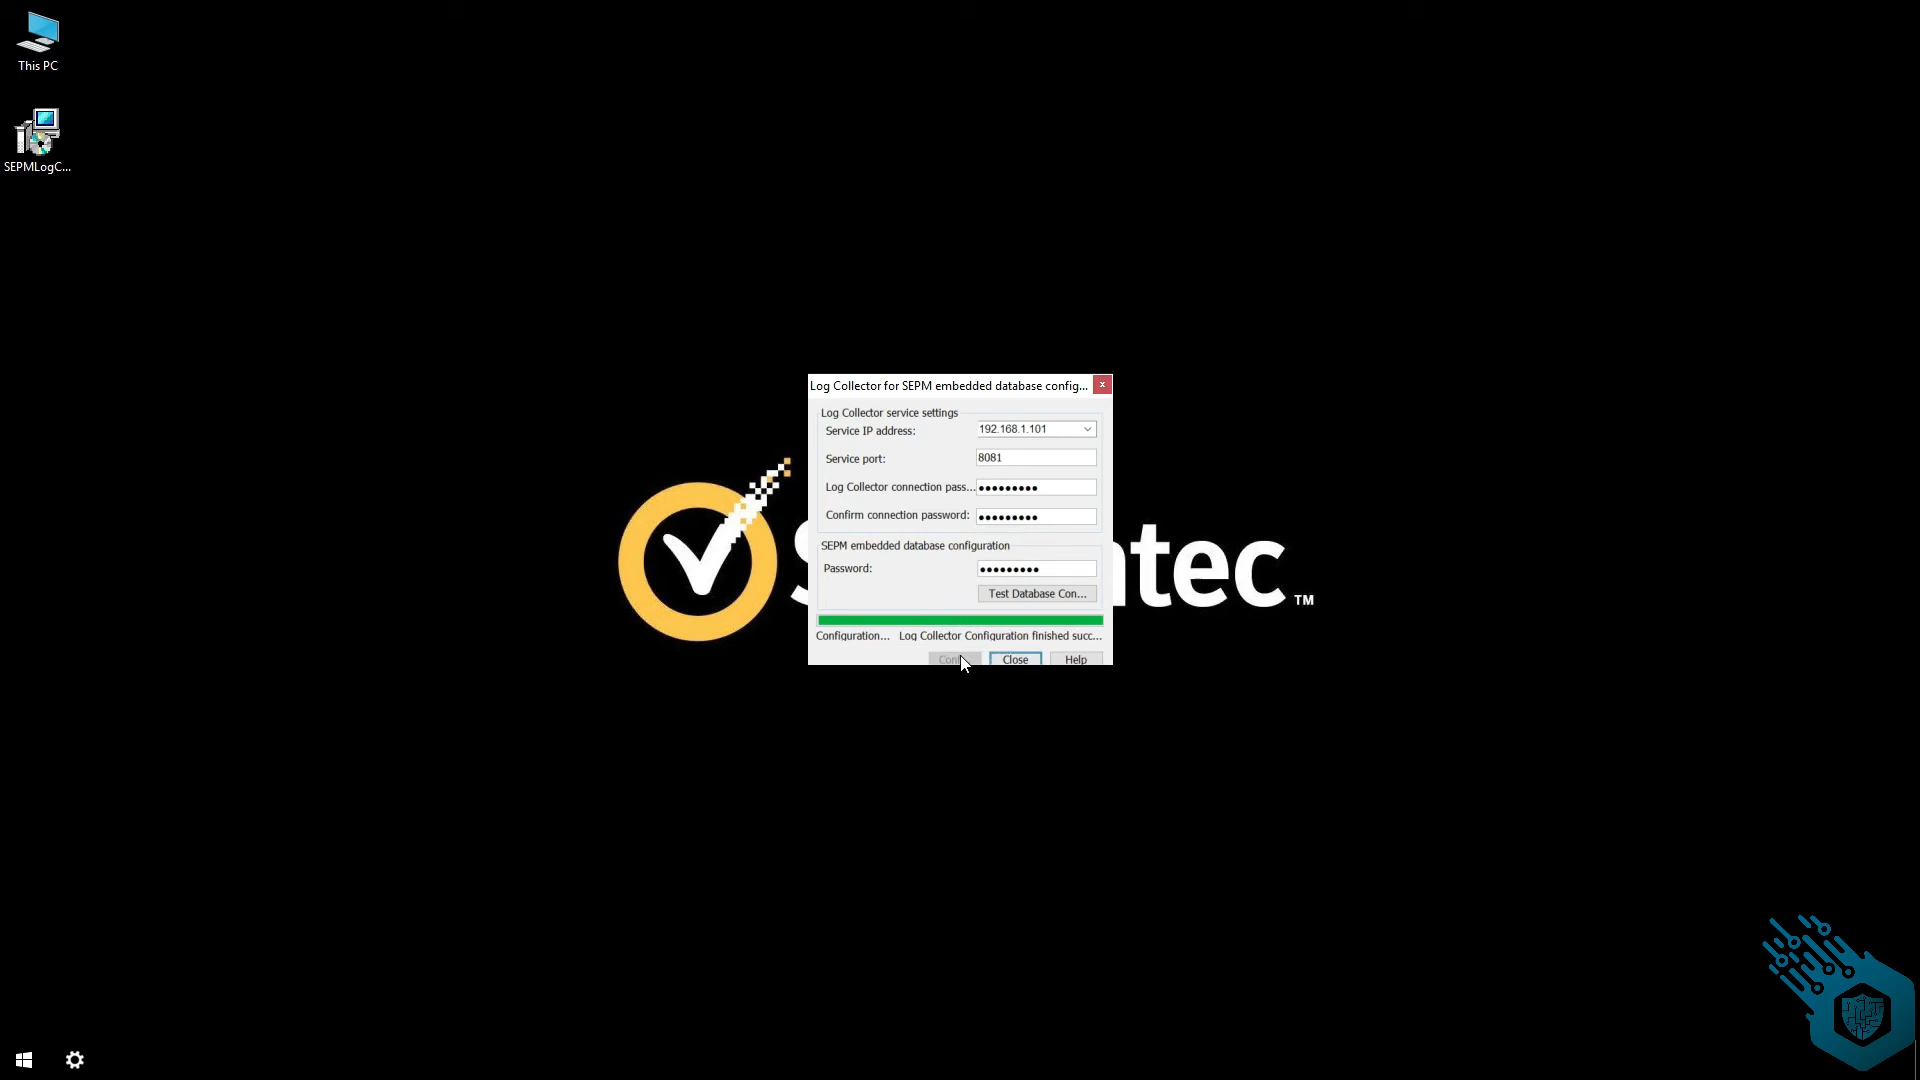 This PC
SEPMLogC...
Log Collector for SEPM embedded database config...
Log Collector service settings
Service IP address:
192.168.1.101
Service port:
8081
Log Collector connection pass...
●●●●●●●●●
Confirm connection password:
●●●●●●●●●
SEPM embedded database configuration
Password:
●●●●●●●●●
Test Database Con...
Configuration...
Log Collector Configuration finished succ...
Close
Help
ntec
TM